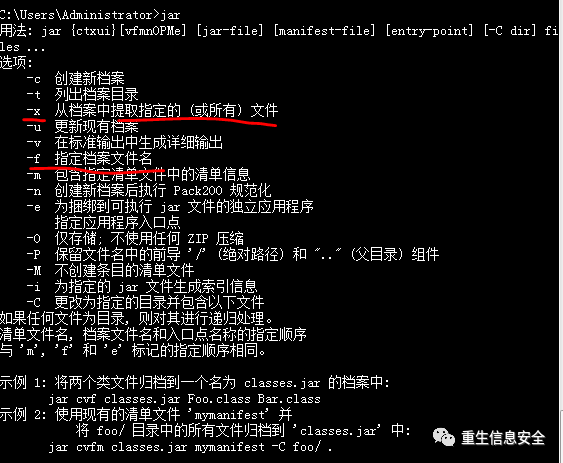 C:\Users\Administrator>jar
用法: jar {ctxui}[vfmnOPMe] [jar-file] [manifest-file] [entry-point] [-C dir] fi
les ...
选项:
-c 创建新档案
-t 列出档案目录
-x 从档案中提取指定的 (或所有) 文件
-u 更新现有档案
-v 在标准输出中生成详细输出
-f 指定档案文件名
-m 包含指定清单文件中的清单信息
-n 创建新档案后执行 Pack200 规范化
-e 为捆绑到可执行 jar 文件的独立应用程序
指定应用程序入口点
-0 仅存储; 不使用任何 ZIP 压缩
-P 保留文件名中的前导 '/' (绝对路径) 和 ".." (父目录) 组件
-M 不创建条目的清单文件
-i 为指定的 jar 文件生成索引信息
-C 更改为指定的目录并包含以下文件
如果任何文件为目录, 则对其进行递归处理。
清单文件名, 档案文件名和入口点名称的指定顺序
与 'm', 'f' 和 'e' 标记的指定顺序相同。
示例 1: 将两个类文件归档到一个名为 classes.jar 的档案中:
jar cvf classes.jar Foo.class Bar.class
示例 2: 使用现有的清单文件 'mymanifest' 并
将 foo/ 目录中的所有文件归档到 'classes.jar' 中:
jar cvfm classes.jar mymanifest -C foo/ .
重生信息安全